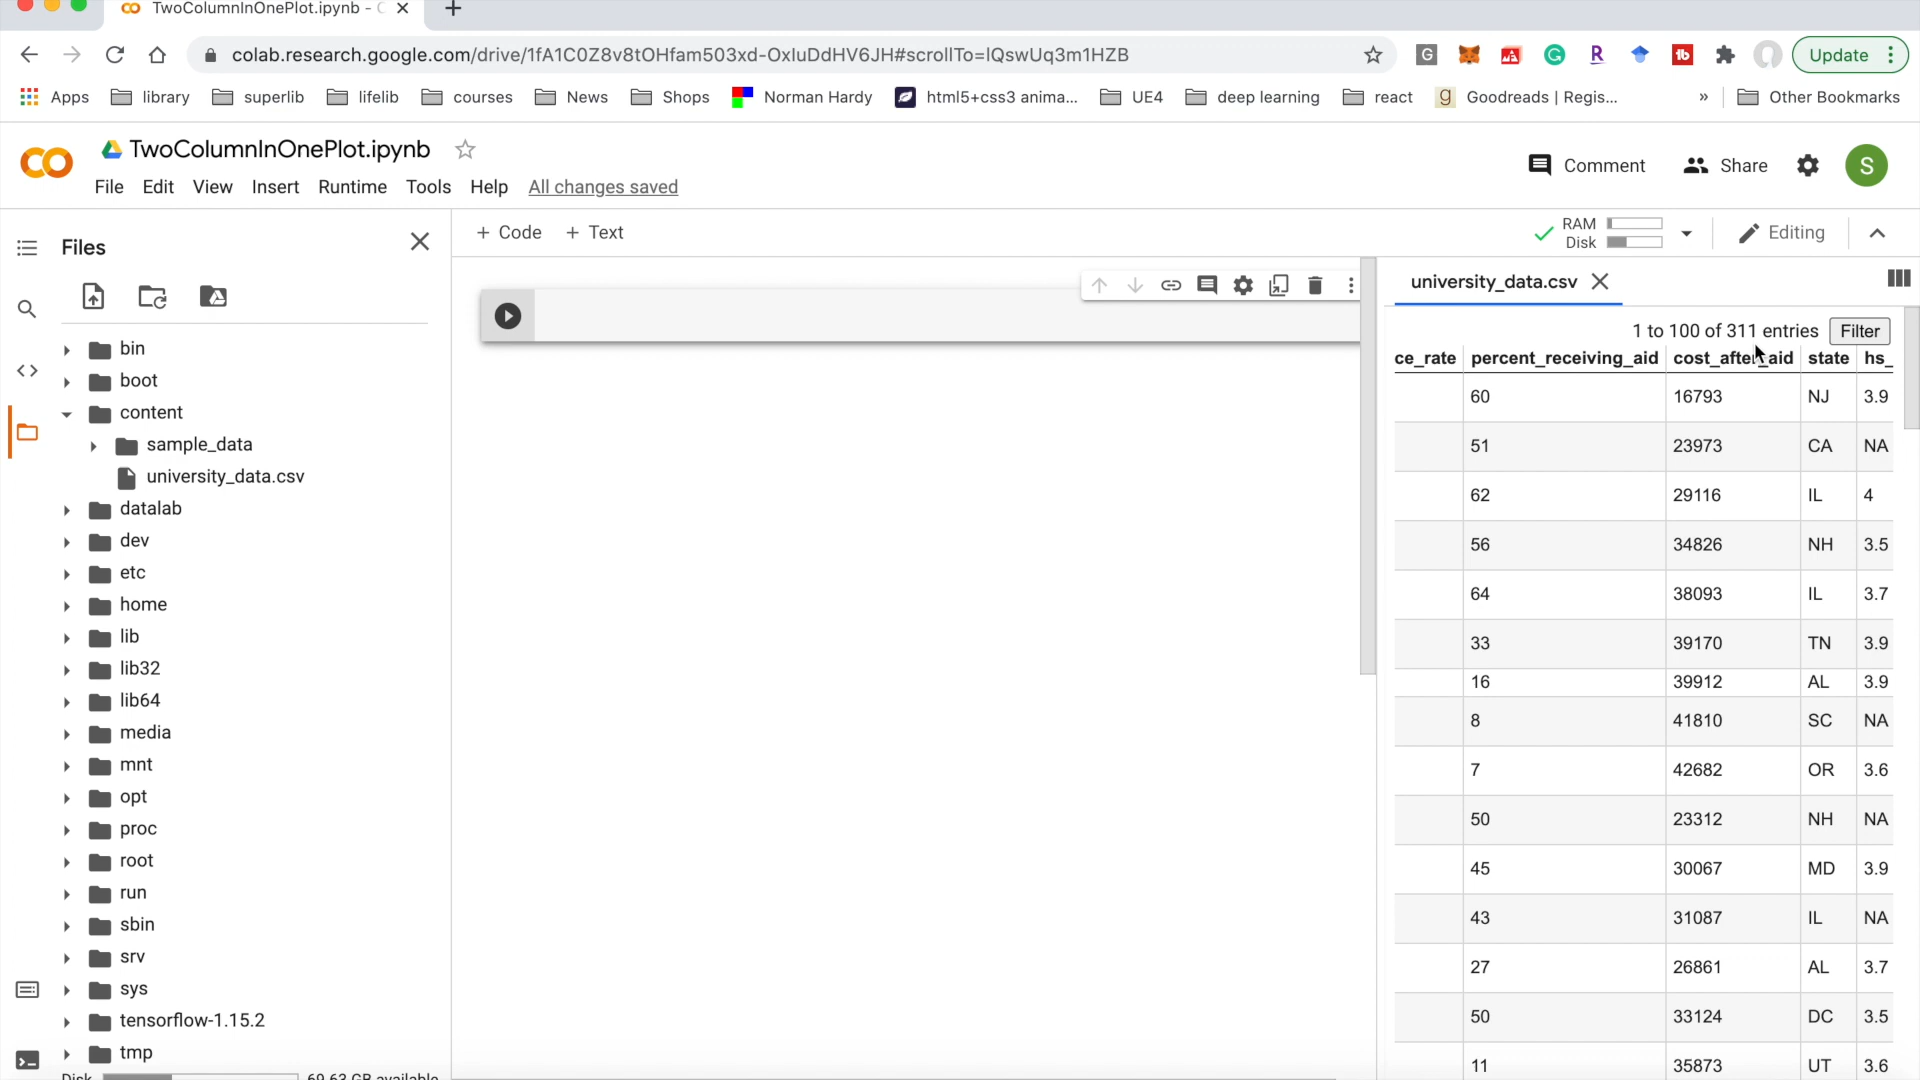 TwoColumnInOnePlot.ipynb - C
colab.research.google.com/drive/1fA1C0Z8v8tOHfam503xd-OxIuDdHV6JH#scrollTo=lQswUq3m1HZB
Update
Apps library superlib lifelib courses News Shops Norman Hardy html5+css3 anima... UE4 deep learning react Goodreads | Regis... » Other Bookmarks
TwoColumnInOnePlot.ipynb
Comment Share S
File Edit View Insert Runtime Tools Help All changes saved
Files
+ Code + Text
RAM
Disk
Editing
bin
boot
content
sample_data
university_data.csv
datalab
dev
etc
home
lib
lib32
lib64
media
mnt
opt
proc
root
run
sbin
srv
sys
tensorflow-1.15.2
tmp
Disk 69.63 GB available
university_data.csv
1 to 100 of 311 entries Filter
ce_rate percent_receiving_aid cost_after_aid state hs_
60 16793 NJ 3.9
51 23973 CA NA
62 29116 IL 4
56 34826 NH 3.5
64 38093 IL 3.7
33 39170 TN 3.9
16 39912 AL 3.9
8 41810 SC NA
7 42682 OR 3.6
50 23312 NH NA
45 30067 MD 3.9
43 31087 IL NA
27 26861 AL 3.7
50 33124 DC 3.5
11 35873 UT 3.6